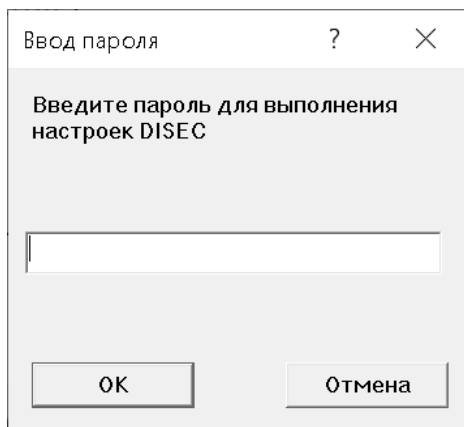 Ввод пароля ?
Введите пароль для выполнения
настроек DISEC
OK Отмена